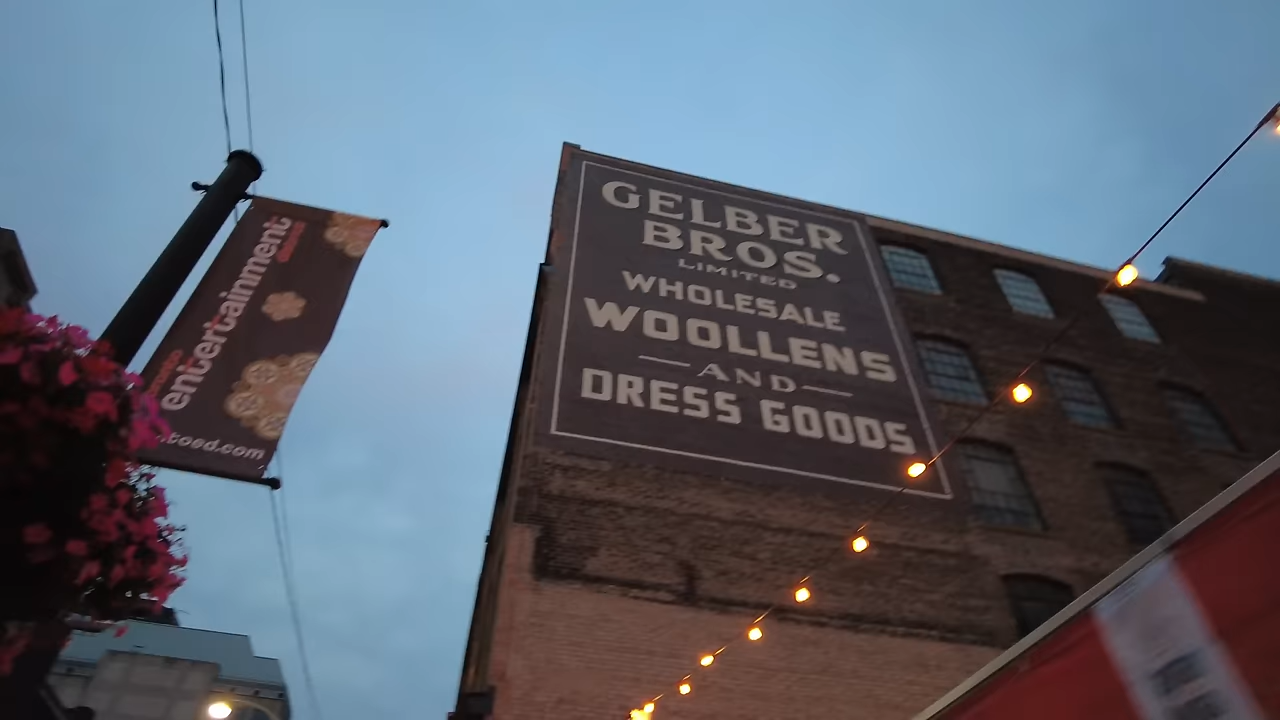 entertainment
toed.com
GELBER
BROS.
LIMITED
WHOLESALE
WOOLLENS
AND
DRESS GOODS